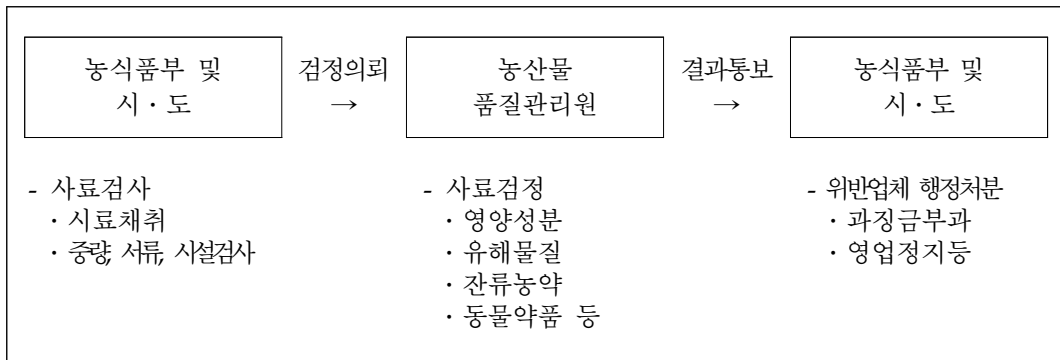 농식품부 및
시·도
검정의뢰
→
농산물
품질관리원
결과통보
→
농식품부 및
시·도
- 사료검사
·시료채취
·중량, 서류, 시설검사
- 사료검정
·영양성분
·유해물질
·잔류농약
·동물약품 등
- 위반업체 행정처분
·과징금부과
·영업정지등